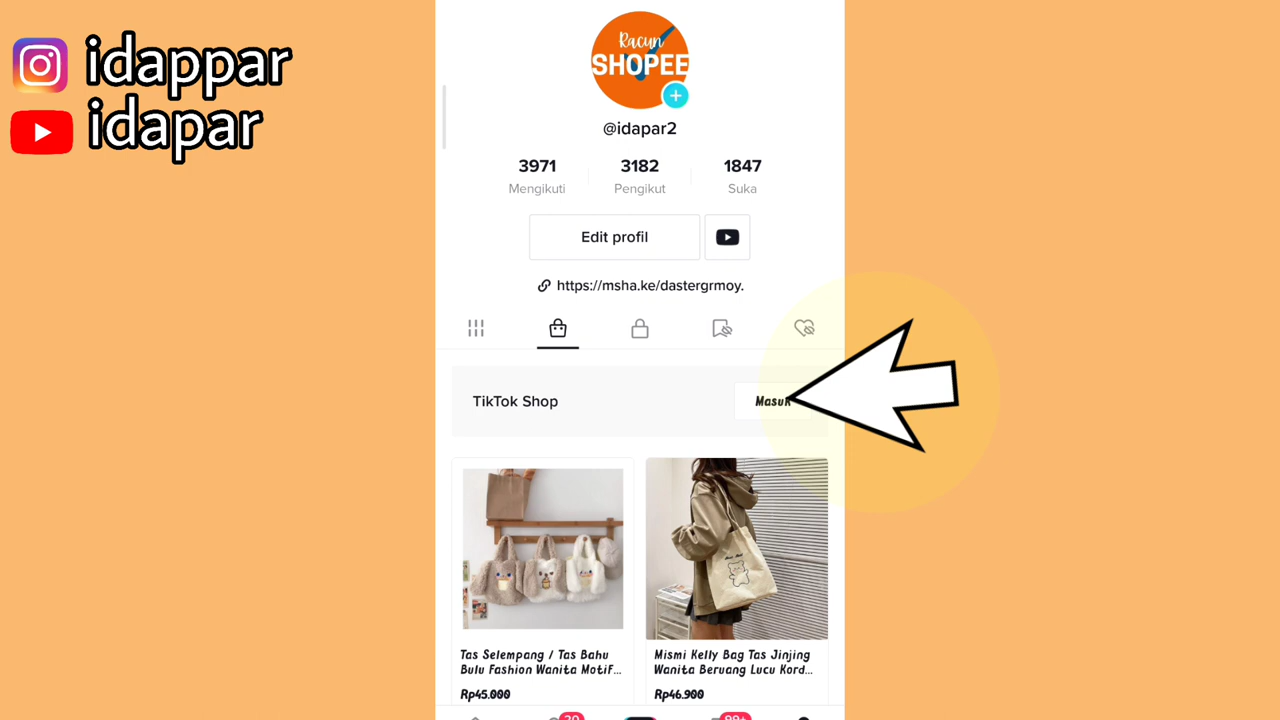 idappar
idapar
Racun
SHOPEE
@idapar2
3971
Mengikuti
3182
Pengikut
1847
Suka
Edit profil
https://msha.ke/dastergrmoy.
TikTok Shop
Masuk
Tas Selempang / Tas Bahu
Bulu Fashion Wanita Motif...
Rp45.000
Mismi Kelly Bag Tas Jinjing
Wanita Beruang Lucu Kord...
Rp46.900